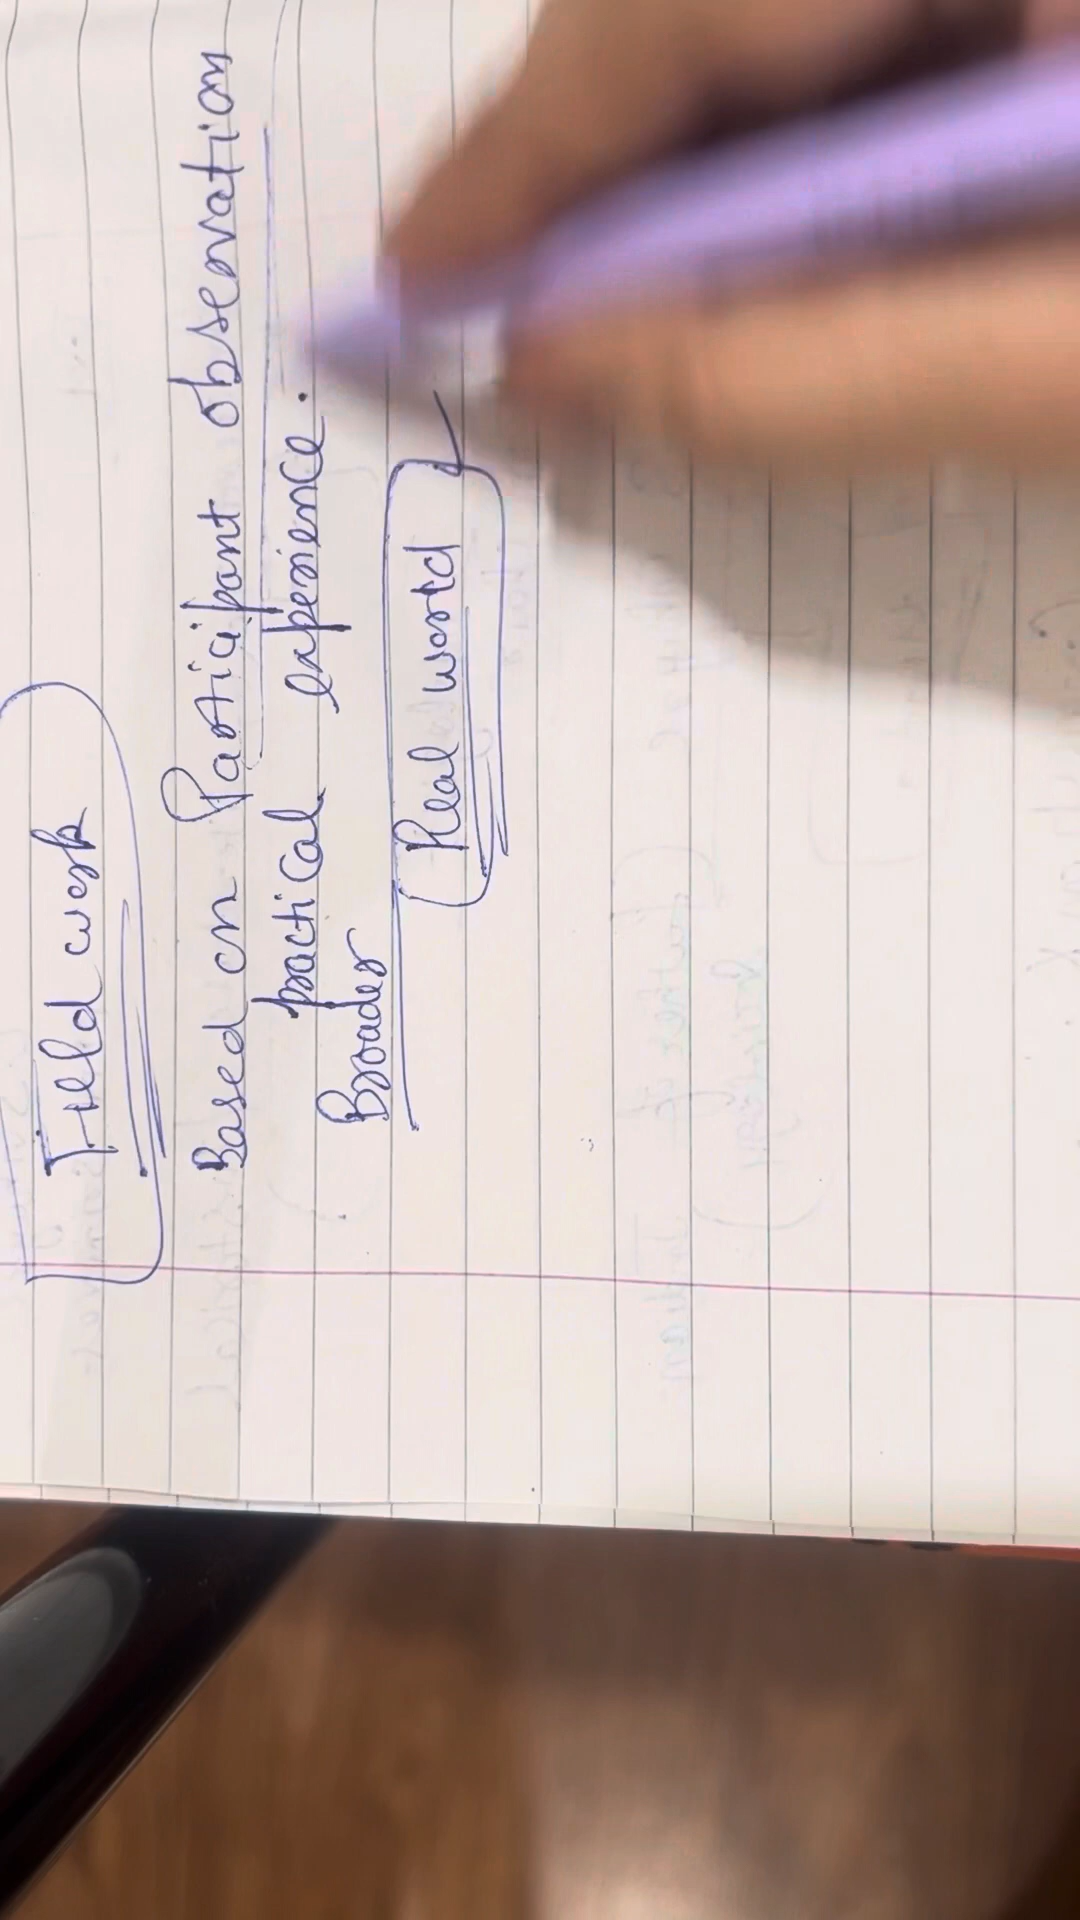 Field work
Based on Participant observation
practical experience.
Broader
Real world